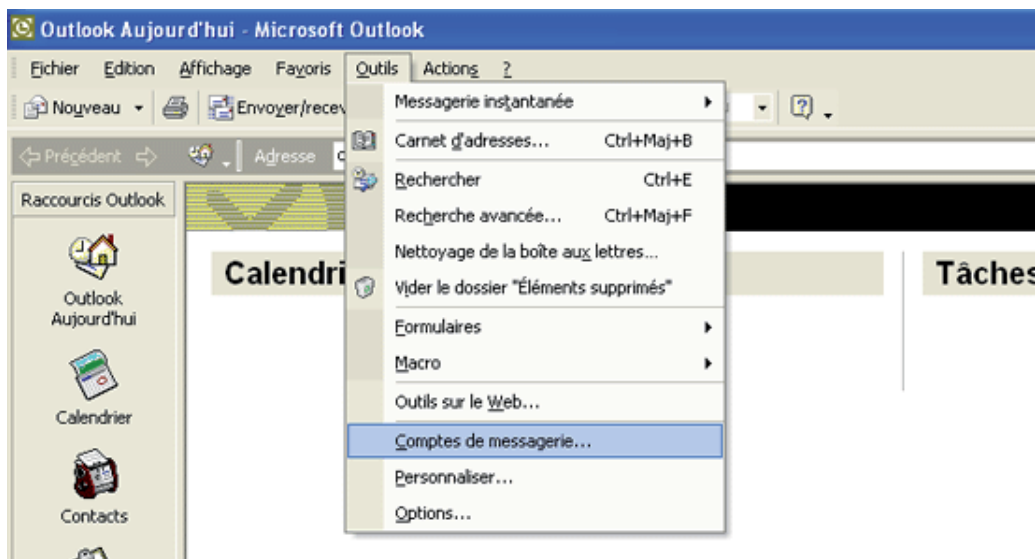 Outlook Aujourd'hui - Microsoft Outlook
Fichier Edition Affichage Favoris Outils Actions ?
Nouveau Envoyer/recev
Précédent Adresse
Raccourcis Outlook
Outlook
Aujourd'hui
Calendrier
Contacts
Messagerie instantanée
Carnet d'adresses... Ctrl+Maj+B
Rechercher Ctrl+E
Recherche avancée... Ctrl+Maj+F
Nettoyage de la boîte aux lettres...
Vider le dossier "Éléments supprimés"
Formulaires
Macro
Outils sur le Web...
Comptes de messagerie...
Personnaliser...
Options...
Calendri
Tâches